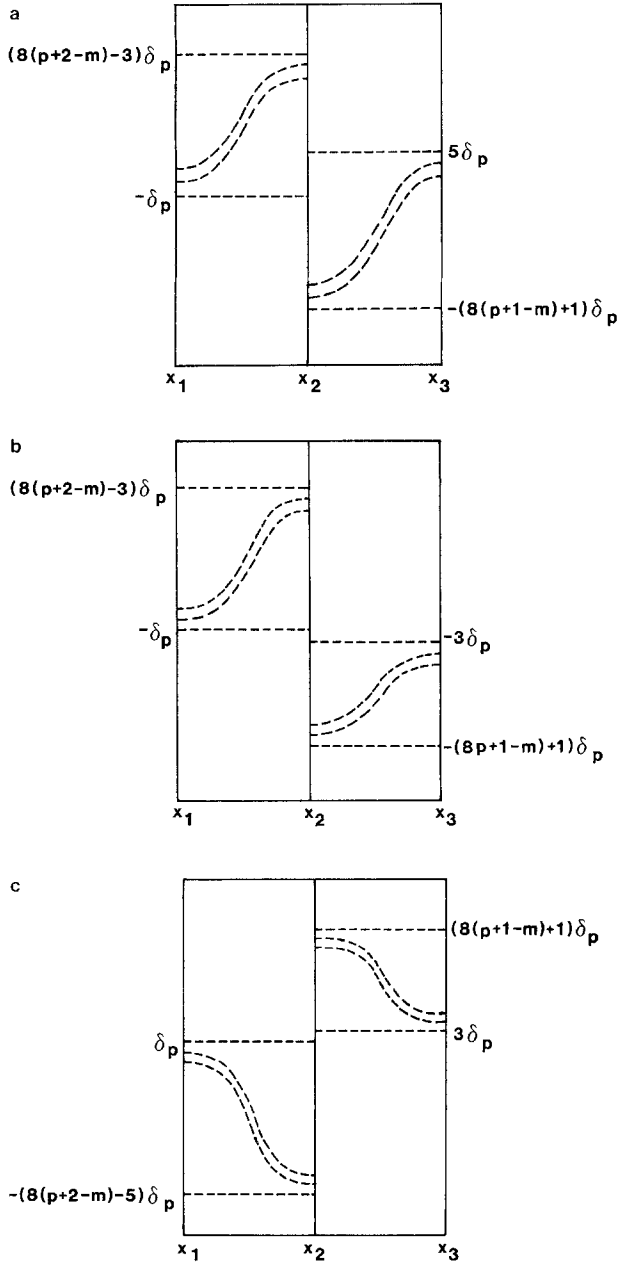 a
(8(p+2-m)-3)δp
5δp
-δp
-(8(p+1-m)+1)δp
x1 x2 x3
b
(8(p+2-m)-3)δp
-δp
-3δp
-(8p+1-m)+1)δp
x1 x2 x3
c
(8(p+1-m)+1)δp
δp
3δp
-(8(p+2-m)-5)δp
x1 x2 x3